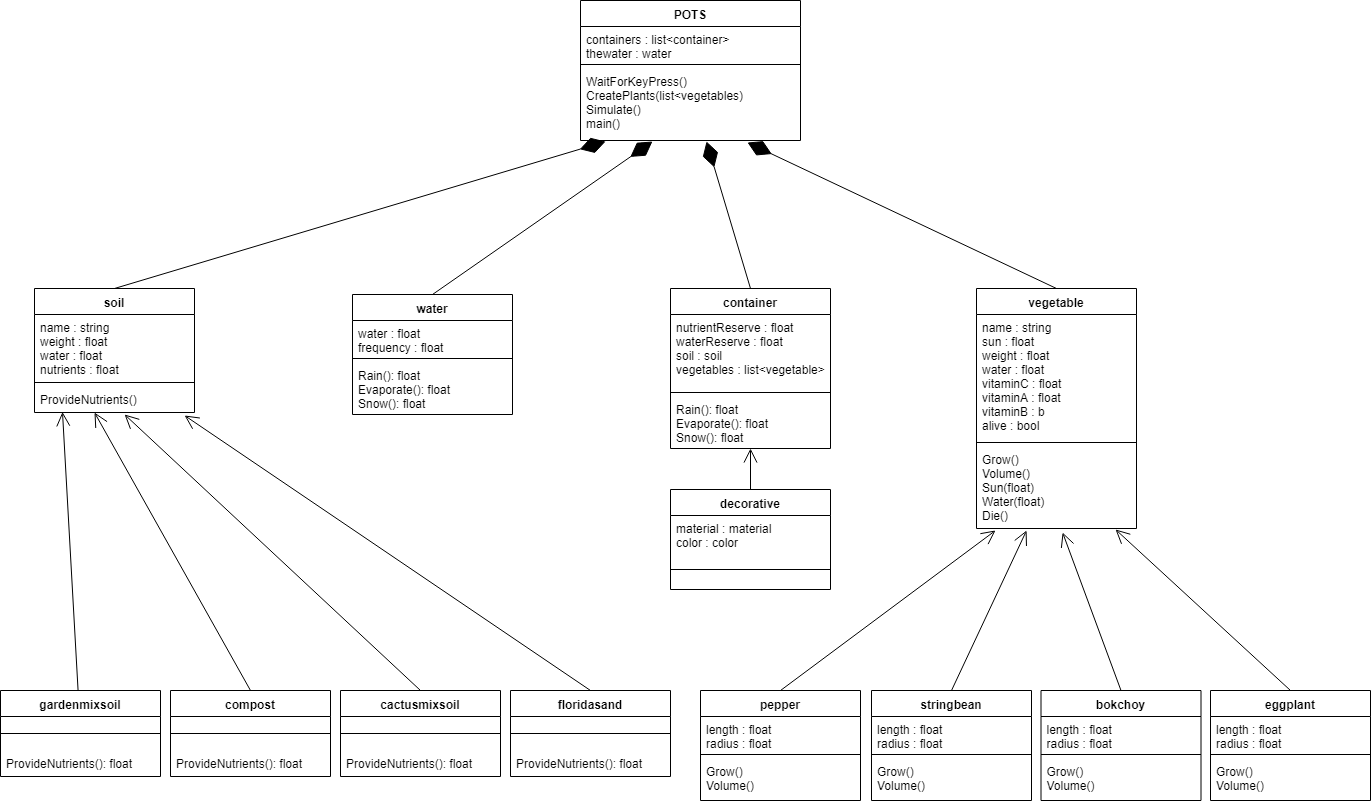 POTS
containers : list<container>
thewater : water
WaitForKeyPress()
CreatePlants(list<vegetables)
Simulate()
main()
soil
name : string
weight : float
water : float
nutrients : float
ProvideNutrients()
water
water : float
frequency : float
Rain(): float
Evaporate(): float
Snow(): float
container
nutrientReserve : float
waterReserve : float
soil : soil
vegetables : list<vegetable>
Rain(): float
Evaporate(): float
Snow(): float
vegetable
name : string
sun : float
weight : float
water : float
vitaminC : float
vitaminA : float
vitaminB : b
alive : bool
Grow()
Volume()
Sun(float)
Water(float)
Die()
decorative
material : material
color : color
gardenmixsoil
ProvideNutrients(): float
compost
ProvideNutrients(): float
cactusmixsoil
ProvideNutrients(): float
floridasand
ProvideNutrients(): float
pepper
length : float
radius : float
Grow()
Volume()
stringbean
length : float
radius : float
Grow()
Volume()
bokchoy
length : float
radius : float
Grow()
Volume()
eggplant
length : float
radius : float
Grow()
Volume()